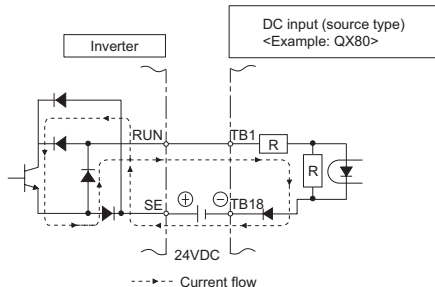 DC input (source type)
<Example: QX80>
Inverter
RUN
TB1
R
R
SE
+
−
TB18
24VDC
Current flow